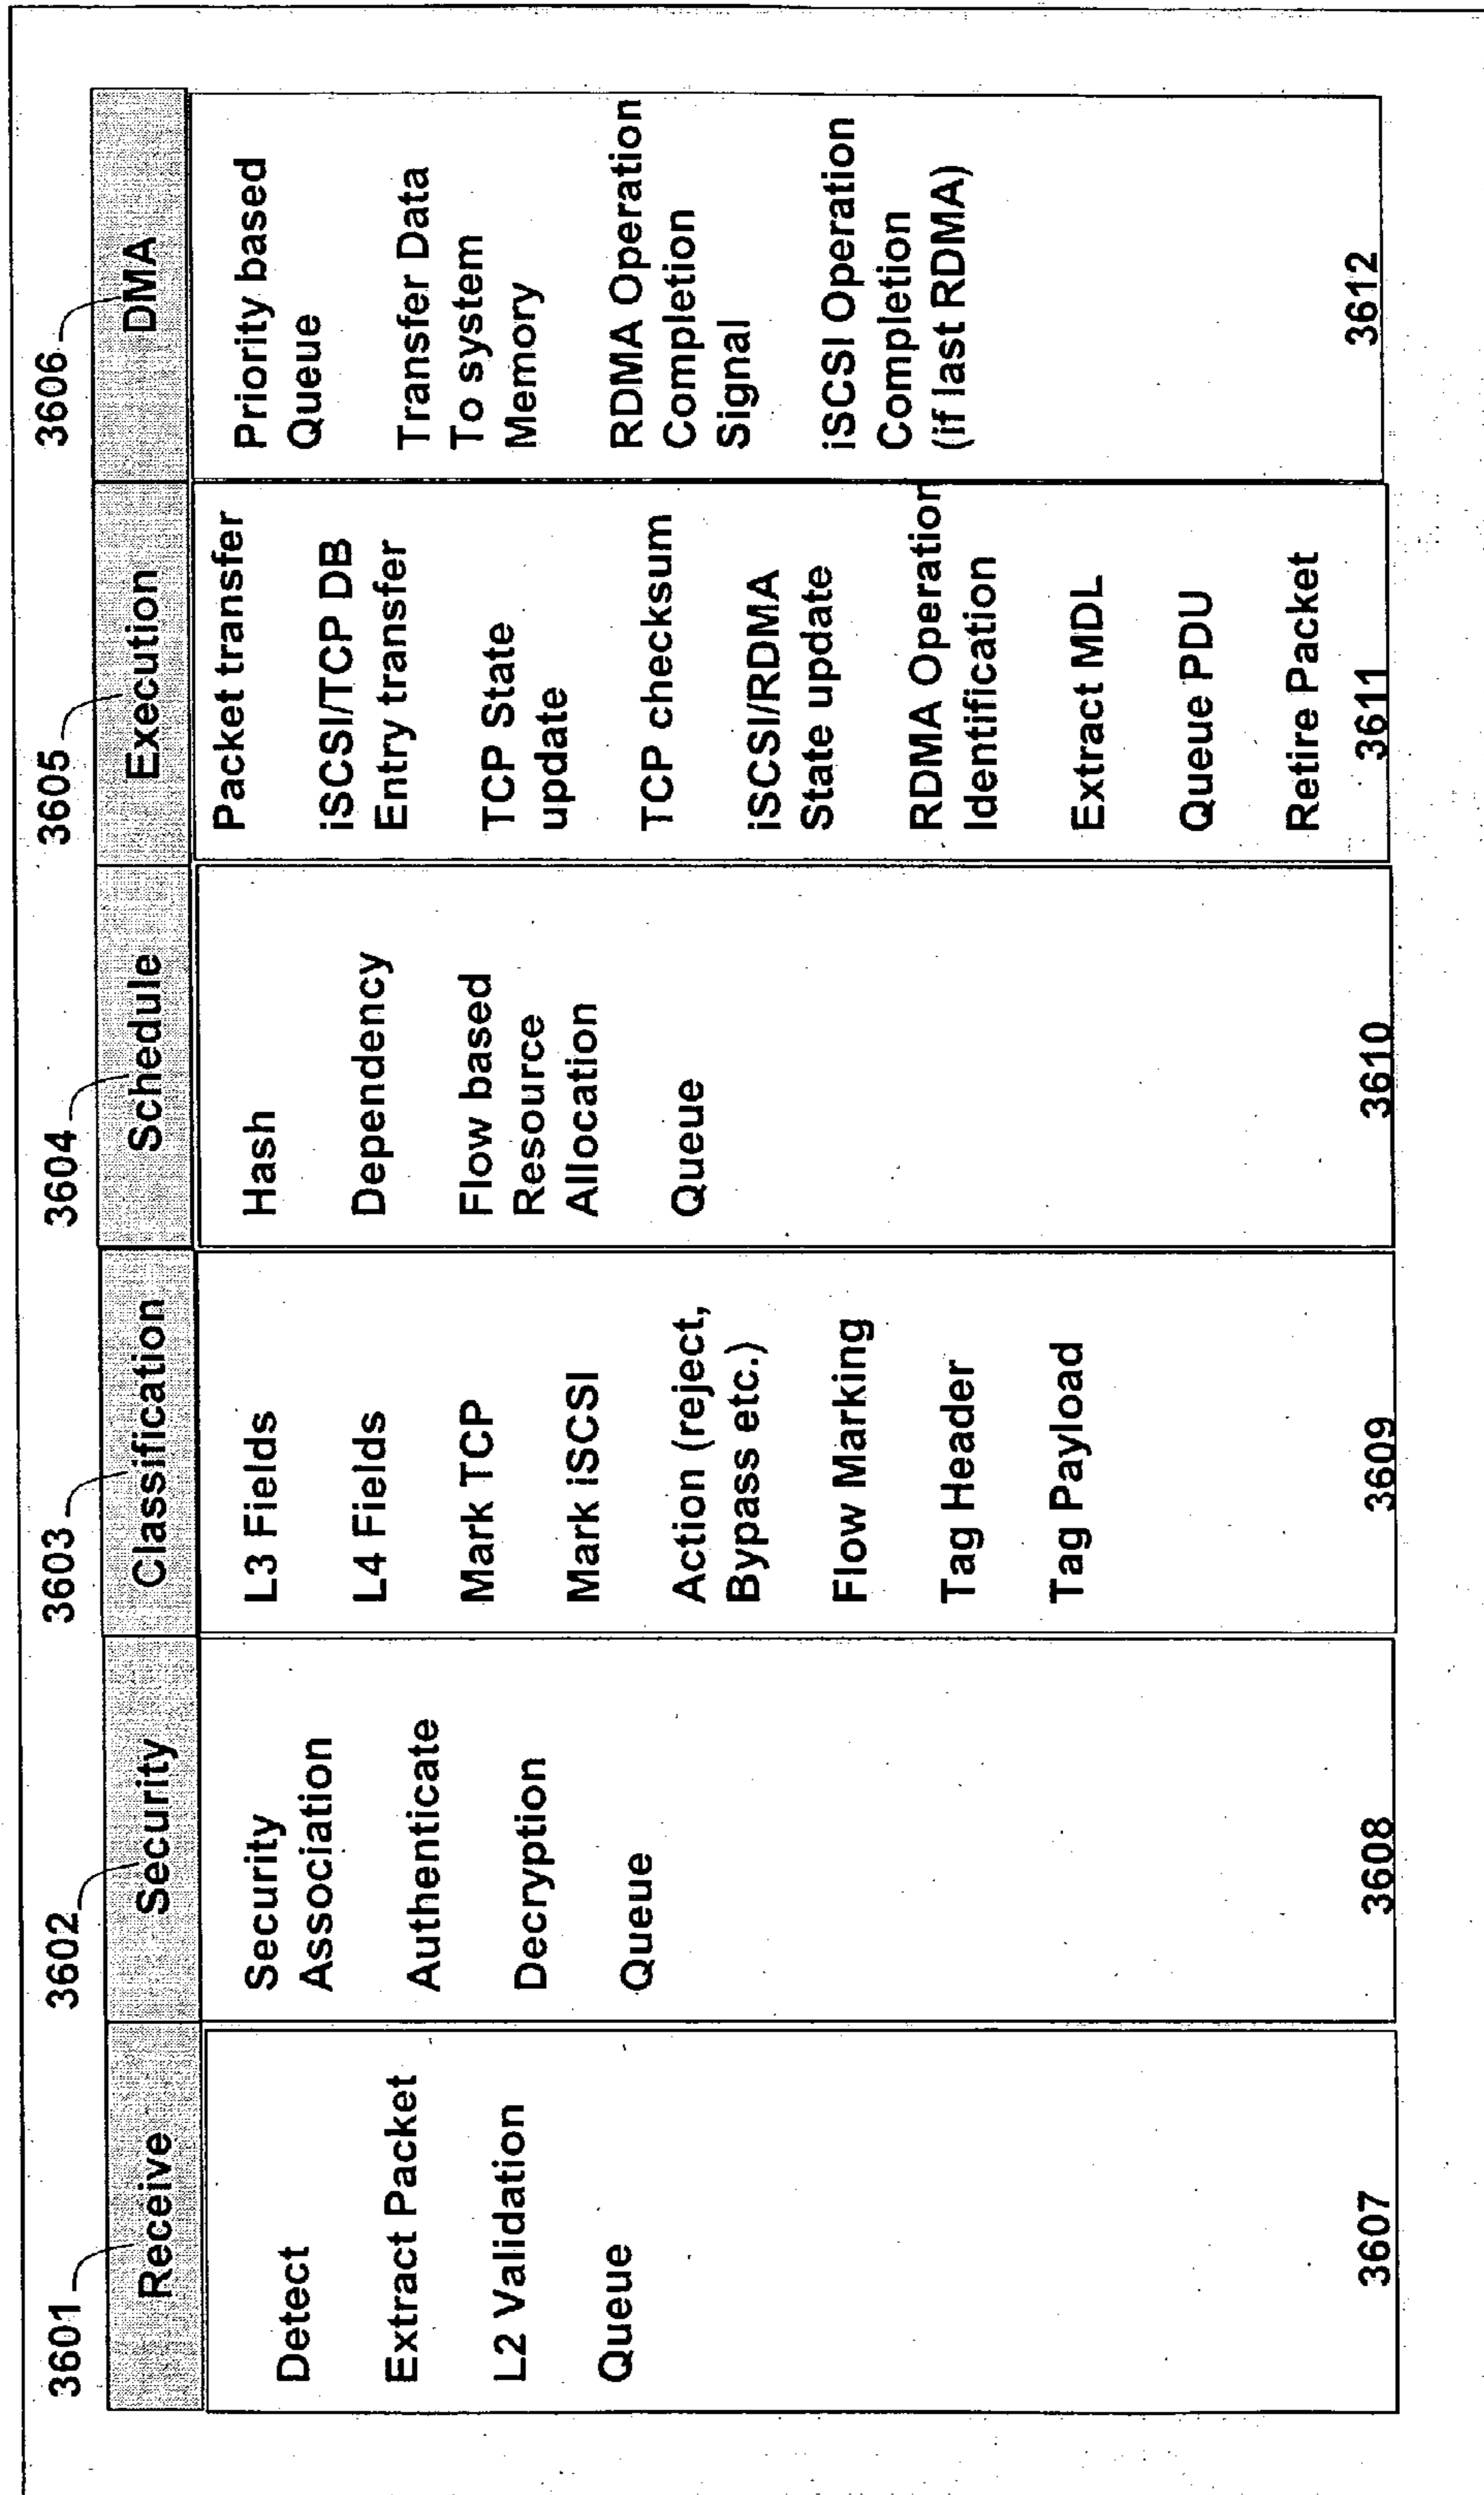 3601
Receive
Detect
Extract Packet
L2 Validation
Queue
3607
3602
Security
Security
Association
Authenticate
Decryption
Queue
3608
3603
Classification
L3 Fields
L4 Fields
Mark TCP
Mark iSCSI
Action (reject,
Bypass etc.)
Flow Marking
Tag Header
Tag Payload
3609
3604
Schedule
Hash
Dependency
Flow based
Resource
Allocation
Queue
3610
3605
Execution
Packet transfer
iSCSI/TCP DB
Entry transfer
TCP State
update
TCP checksum
iSCSI/RDMA
State update
RDMA Operation
Identification
Extract MDL
Queue PDU
Retire Packet
3611
3606
DMA
Priority based
Queue
Transfer Data
To system
Memory
RDMA Operation
Completion
Signal
iSCSI Operation
Completion
(if last RDMA)
3612